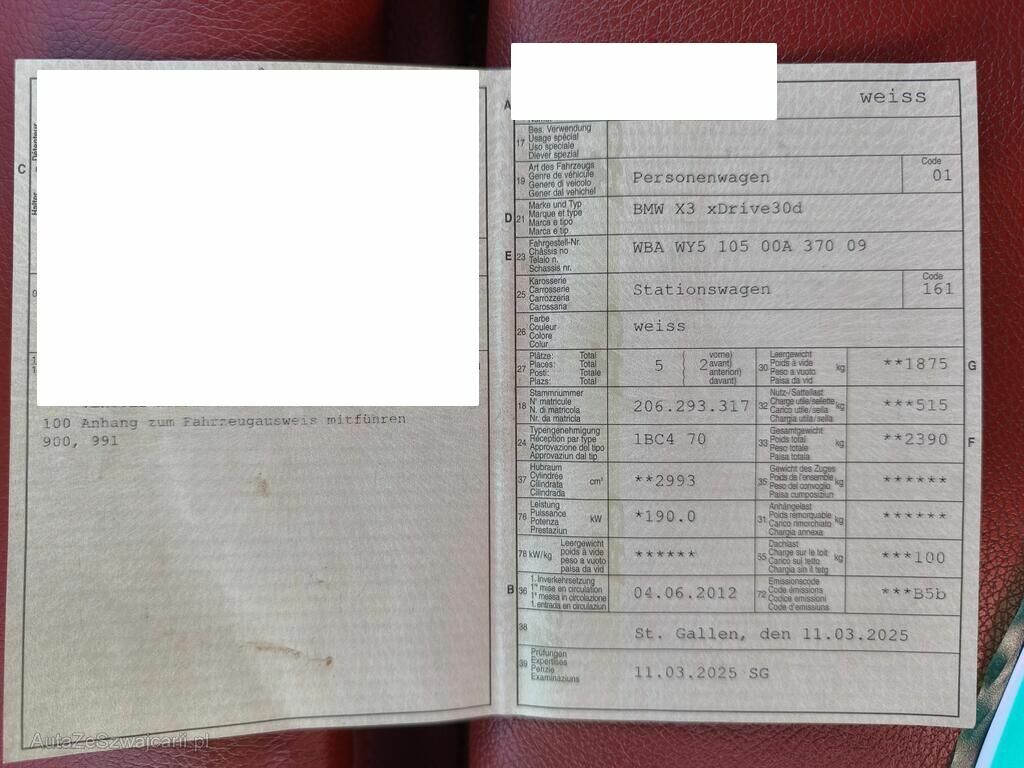 C
Détenteur
Halter
100 Anhang zum Fahrzeugausweis mitführen
900, 991
A
weiss
17 Bes. Verwendung
Usage spécial
Uso speciale
Diever spezial
19 Art des Fahrzeugs
Genre de véhicule
Genere di veicolo
Gener dal vehichel
Personenwagen
Code
01
D 21 Marke und Typ
Marque et type
Marca e tipo
Marca e tip
BMW X3 xDrive30d
E 23 Fahrgestell-Nr.
Châssis no
Telaio n.
Schassis nr.
WBA WY5 105 00A 370 09
25 Karosserie
Carrosserie
Carrozzeria
Carossaria
Stationswagen
Code
161
26 Farbe
Couleur
Colore
Colur
weiss
27 Plätze: Total
Places: Total
Posti: Totale
Plazs: Total
5 ( 2 vorne)
avant)
anteriori)
davant)
30 Leergewicht
Poids à vide
Peso a vuoto
Paisa da vid
kg
**1875
G
18 Stammnummer
N° matricule
N. di matricola
Nr. da matricla
206.293.317
32 Nutz-/Sattellast
Charge utile/sellette
Carico utile/sella
Chargia utila/sella
kg
***515
24 Typengenehmigung
Réception par type
Approvazione del tipo
Approvaziun dal tip
1BC4 70
33 Gesamtgewicht
Poids total
Peso totale
Paisa totala
kg
**2390
F
37 Hubraum
Cylindrée
Cilindrata
Cilindrada
cm³
**2993
35 Gewicht des Zuges
Poids de l'ensemble
Peso del convoglio
Paisa cumposiziun
kg
******
76 Leistung
Puissance
Potenza
Prestaziun
kW
*190.0
31 Anhängelast
Poids remorquable
Carico rimorchiato
Chargia annexa
kg
******
78 kW/kg Leergewicht
poids à vide
peso a vuoto
paisa da vid
******
55 Dachlast
Charge sur le toit
Carico sul tetto
Chargia sin il tetg
kg
***100
B 36 1. Inverkehrsetzung
1re mise en circulation
1a messa in circolazione
1. entrada en circulaziun
04.06.2012
72 Emissionscode
Code émissions
Codice emissioni
Code d'emissiuns
***B5b
38
St. Gallen, den 11.03.2025
39 Prüfungen
Expertises
Perizie
Examinaziuns
11.03.2025 SG
AutaZeSzwajcarii.pl